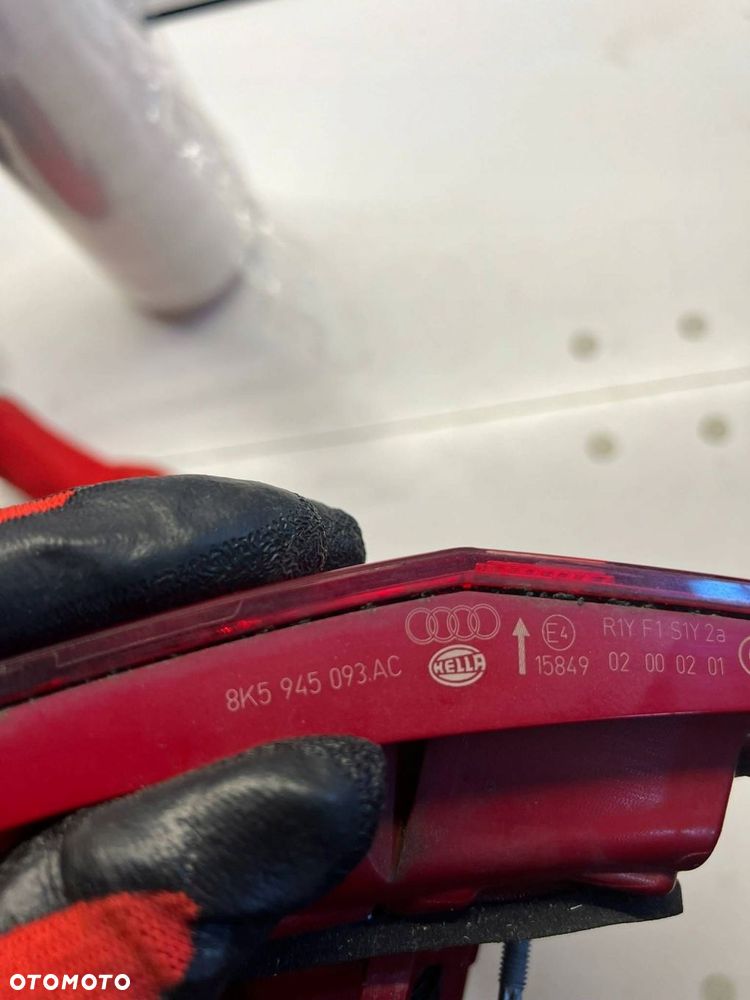 8K5 945 093.AC
HELLA
E4
15849
R1Y F1 S1Y 2a
02 00 02 01
OTOMOTO